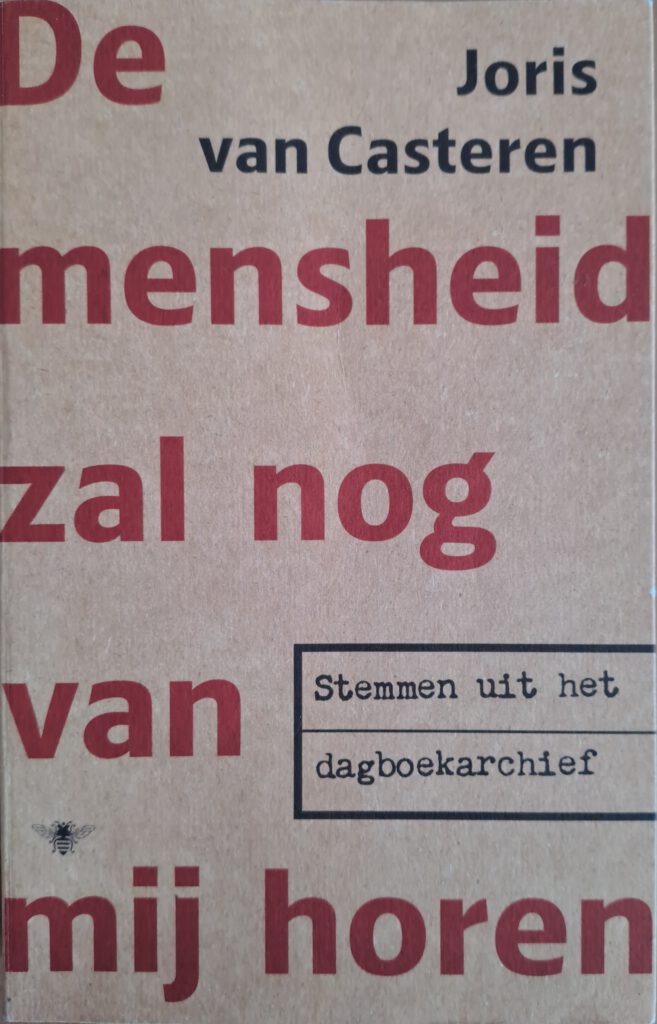 De
Joris
van Casteren
mensheid
zal nog
van
Stemmen uit het
dagboekarchief
mij horen